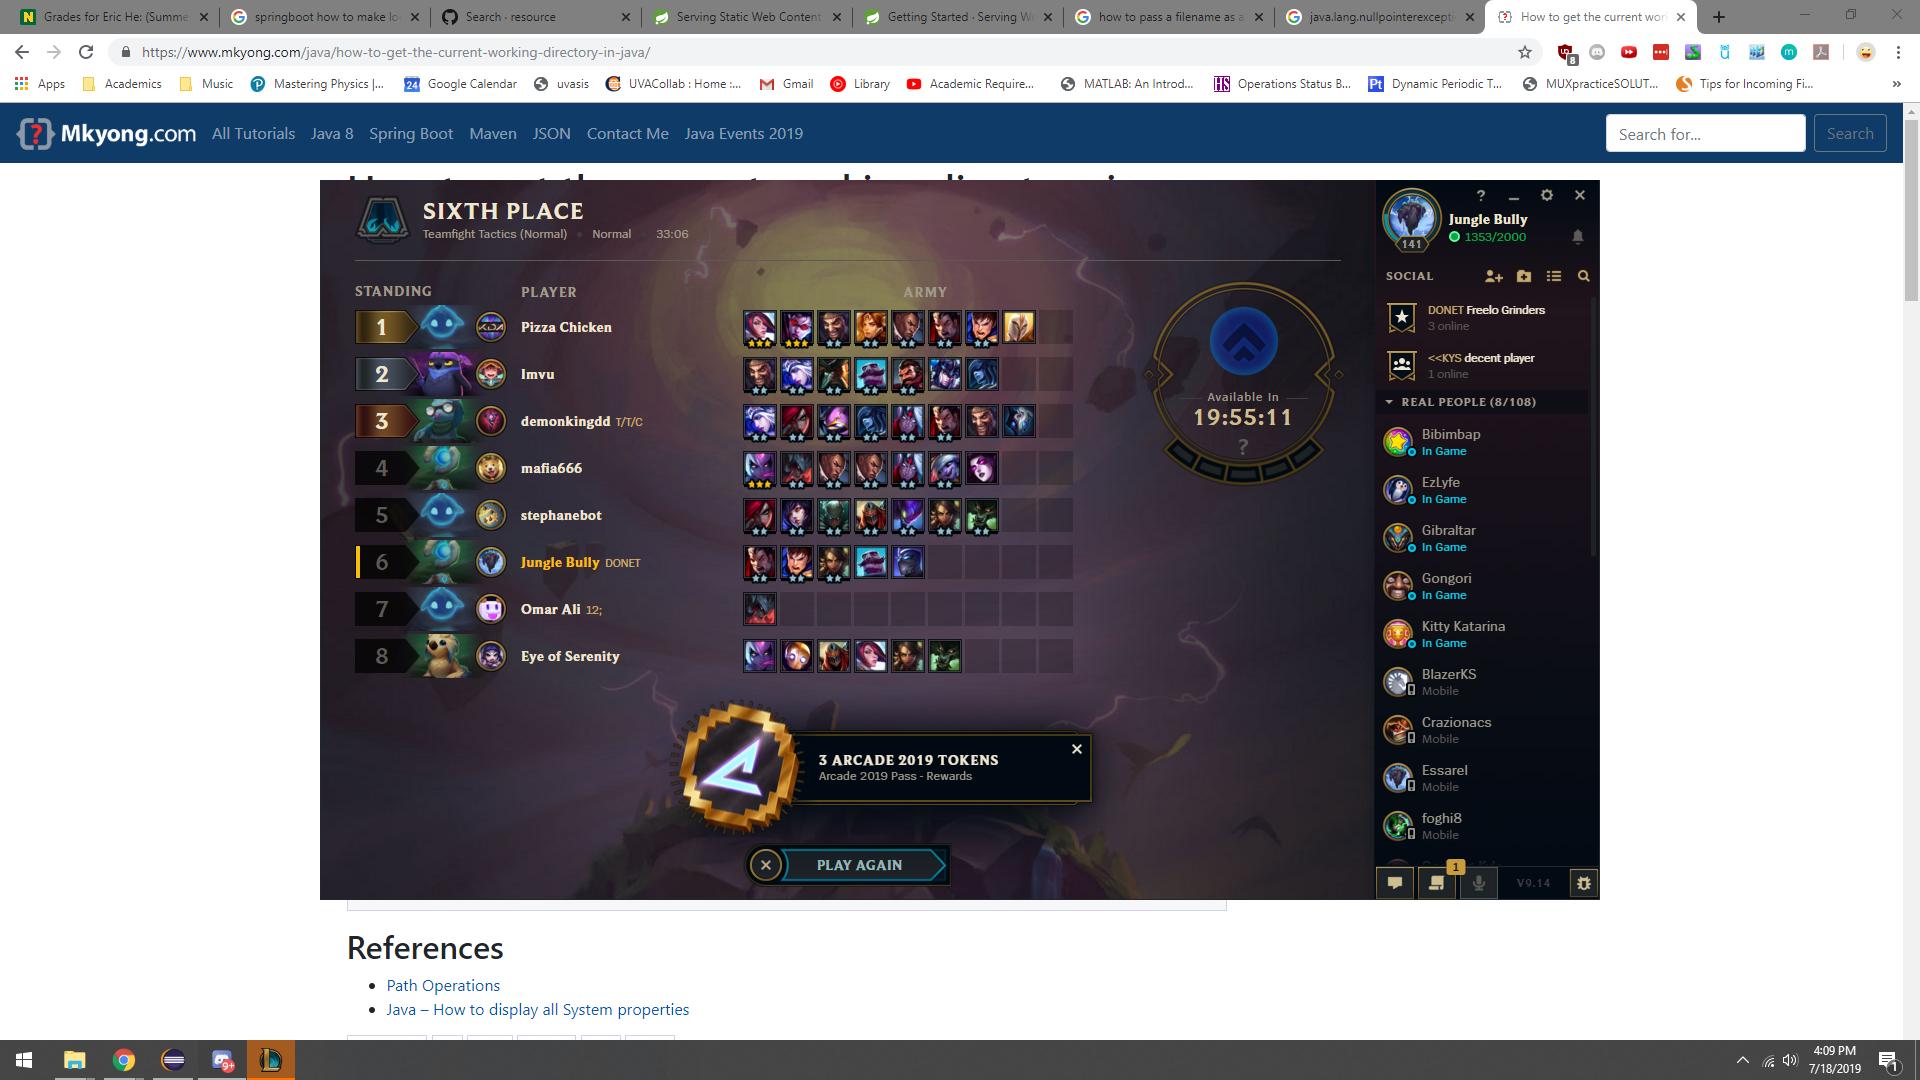 Grades for Eric He: (Summe
springboot how to make lo
Search · resource
Serving Static Web Content
Getting Started · Serving W
how to pass a filename as a
java.lang.nullpointerexcept
How to get the current wor
https://www.mkyong.com/java/how-to-get-the-current-working-directory-in-java/
8
Apps
Academics
Music
Mastering Physics |...
24
Google Calendar
uvasis
UVACollab : Home :...
Gmail
Library
Academic Require...
MATLAB: An Introd...
HS
Operations Status B...
Pt
Dynamic Periodic T...
MUXpracticeSOLUT...
Tips for Incoming Fi...
»
Mkyong.com
All Tutorials
Java 8
Spring Boot
Maven
JSON
Contact Me
Java Events 2019
Search for...
Search
SIXTH PLACE
Teamfight Tactics (Normal)
Normal
33:06
STANDING
PLAYER
ARMY
1
KDA
Pizza Chicken
2
Imvu
3
demonkingdd T/T/C
4
mafia666
5
stephanebot
6
Jungle Bully DONET
7
Omar Ali 12;
8
Eye of Serenity
Available In
19:55:11
?
3 ARCADE 2019 TOKENS
Arcade 2019 Pass - Rewards
PLAY AGAIN
?
Jungle Bully
1353/2000
141
SOCIAL
DONET Freelo Grinders
3 online
<<KYS decent player
1 online
REAL PEOPLE (8/108)
Bibimbap
In Game
EzLyfe
In Game
Gibraltar
In Game
Gongori
In Game
Kitty Katarina
In Game
BlazerKS
Mobile
Crazionacs
Mobile
Essarel
Mobile
foghi8
Mobile
1
V9.14
References
Path Operations
Java – How to display all System properties
9+
4:09 PM
7/18/2019
1